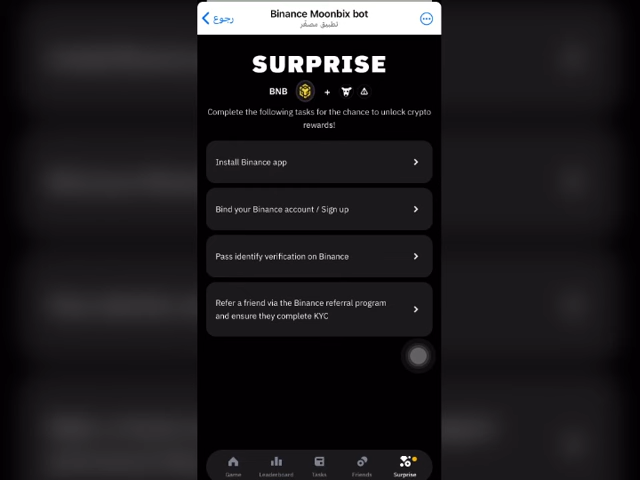 Binance Moonbix bot
رجوع
تطبيق مصغّر
SURPRISE
BNB +
Complete the following tasks for the chance to unlock crypto
rewards!
Install Binance app
Bind your Binance account / Sign up
Pass identify verification on Binance
Refer a friend via the Binance referral program
and ensure they complete KYC
Game Leaderboard Tasks Friends Surprise